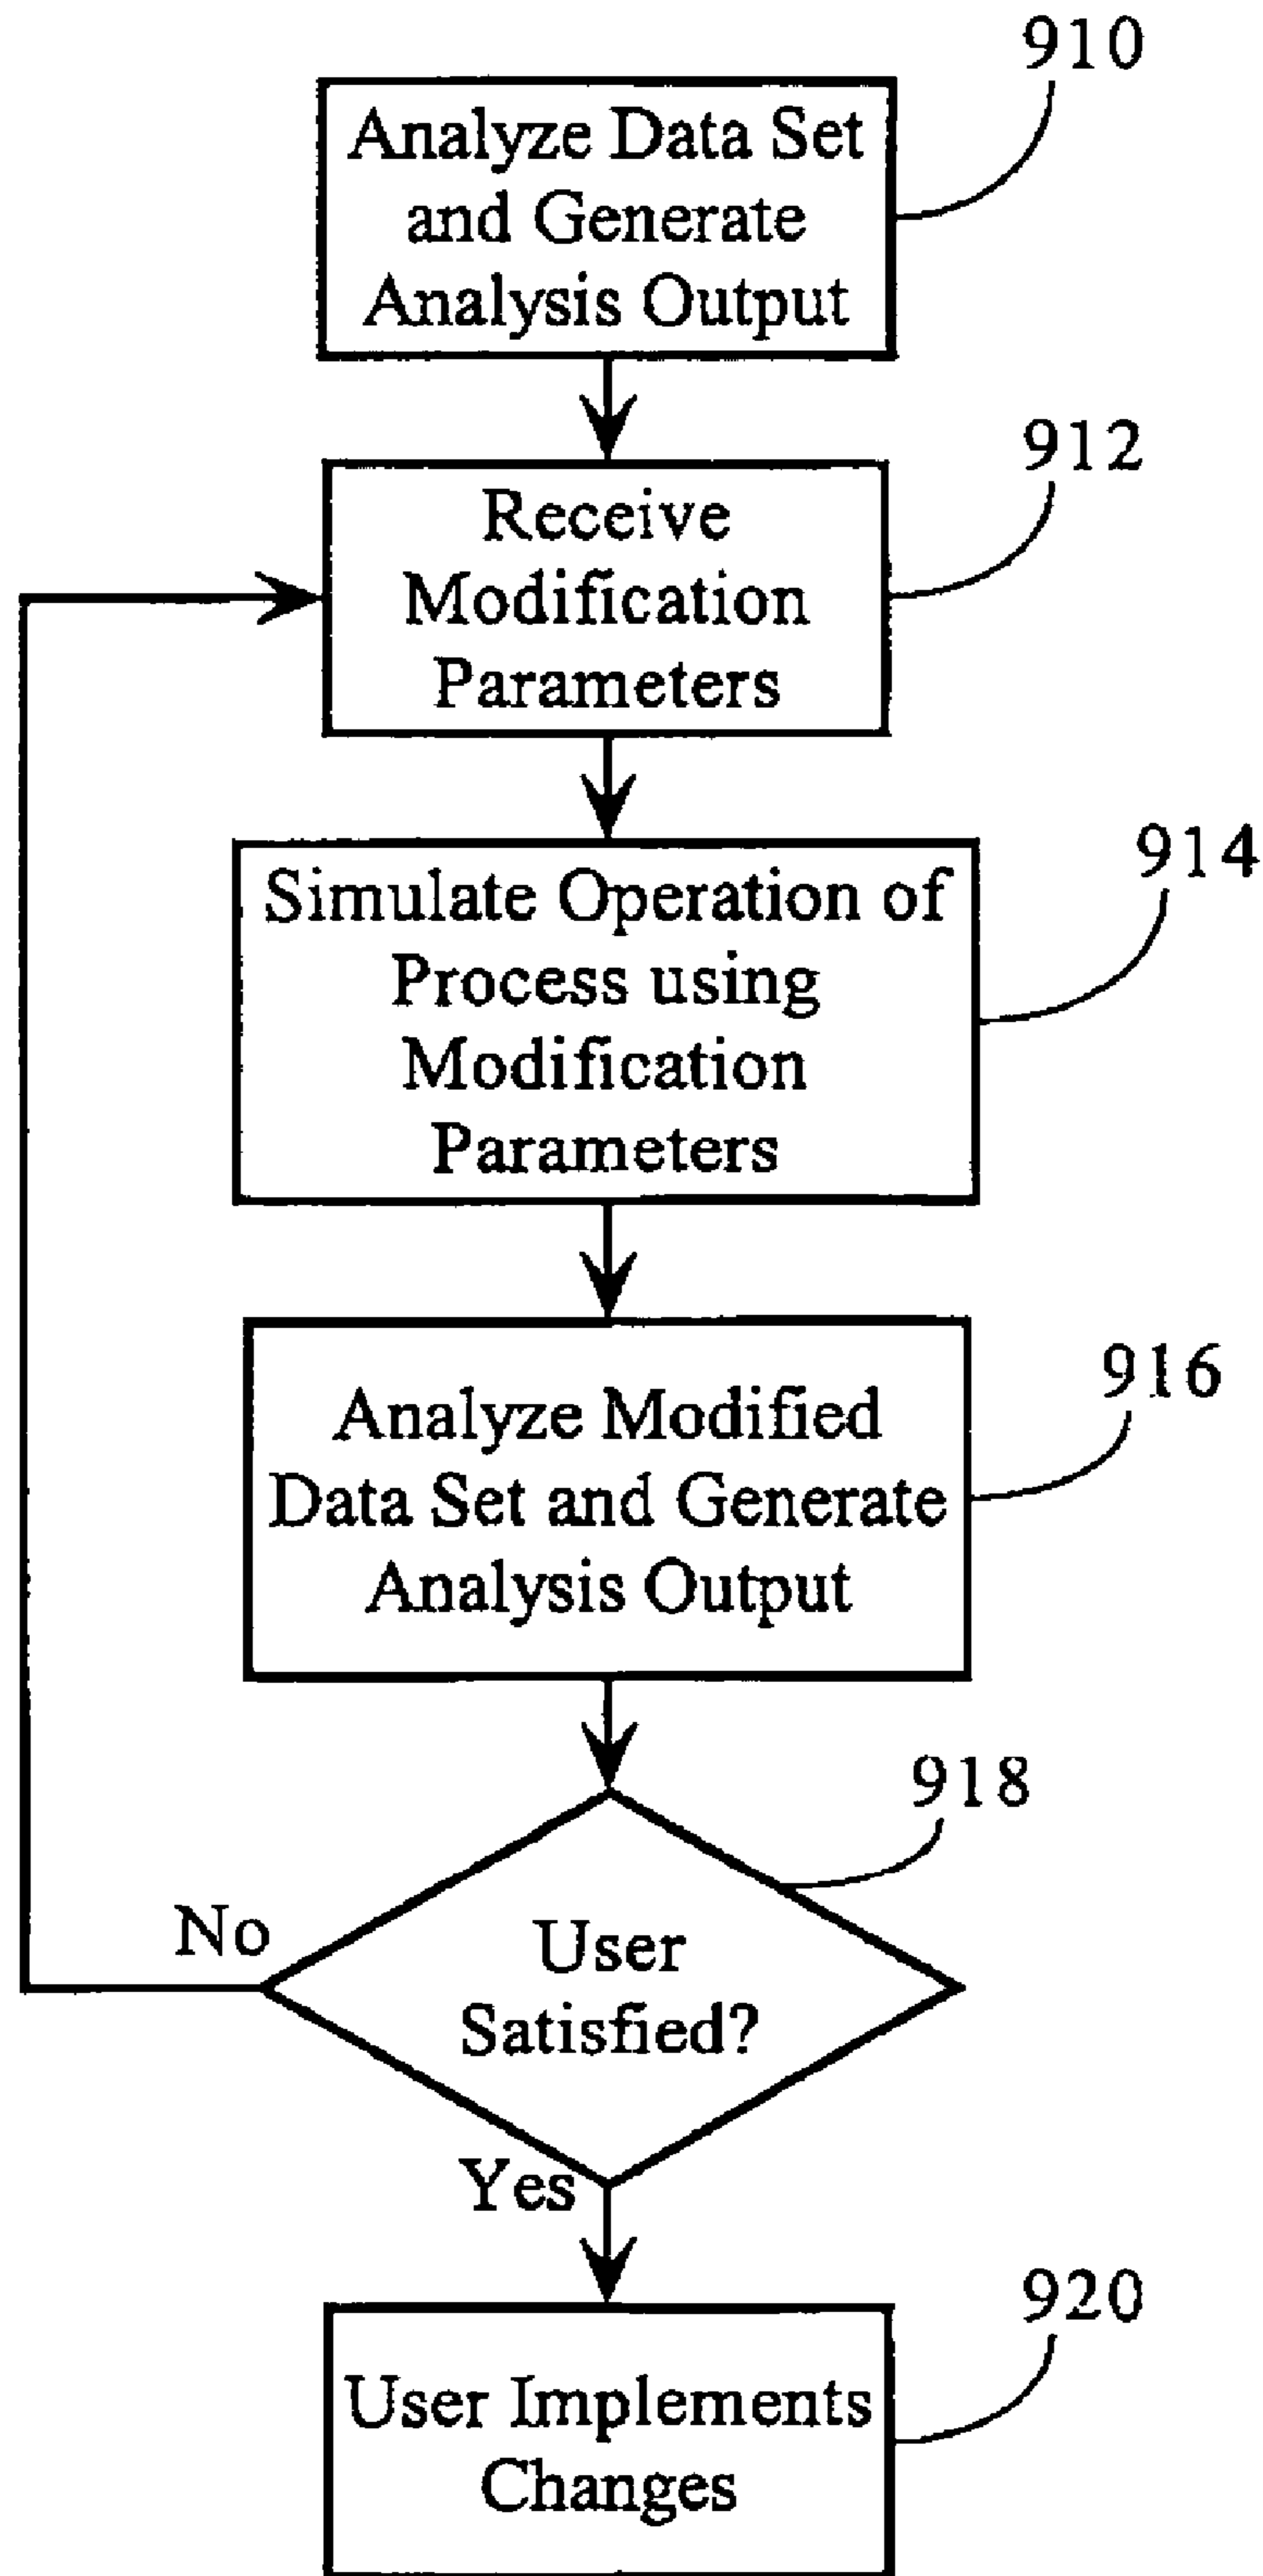 910
Analyze Data Set
and Generate
Analysis Output
912
Receive
Modification
Parameters
914
Simulate Operation of
Process using
Modification
Parameters
916
Analyze Modified
Data Set and Generate
Analysis Output
918
No
User
Satisfied?
Yes
920
User Implements
Changes